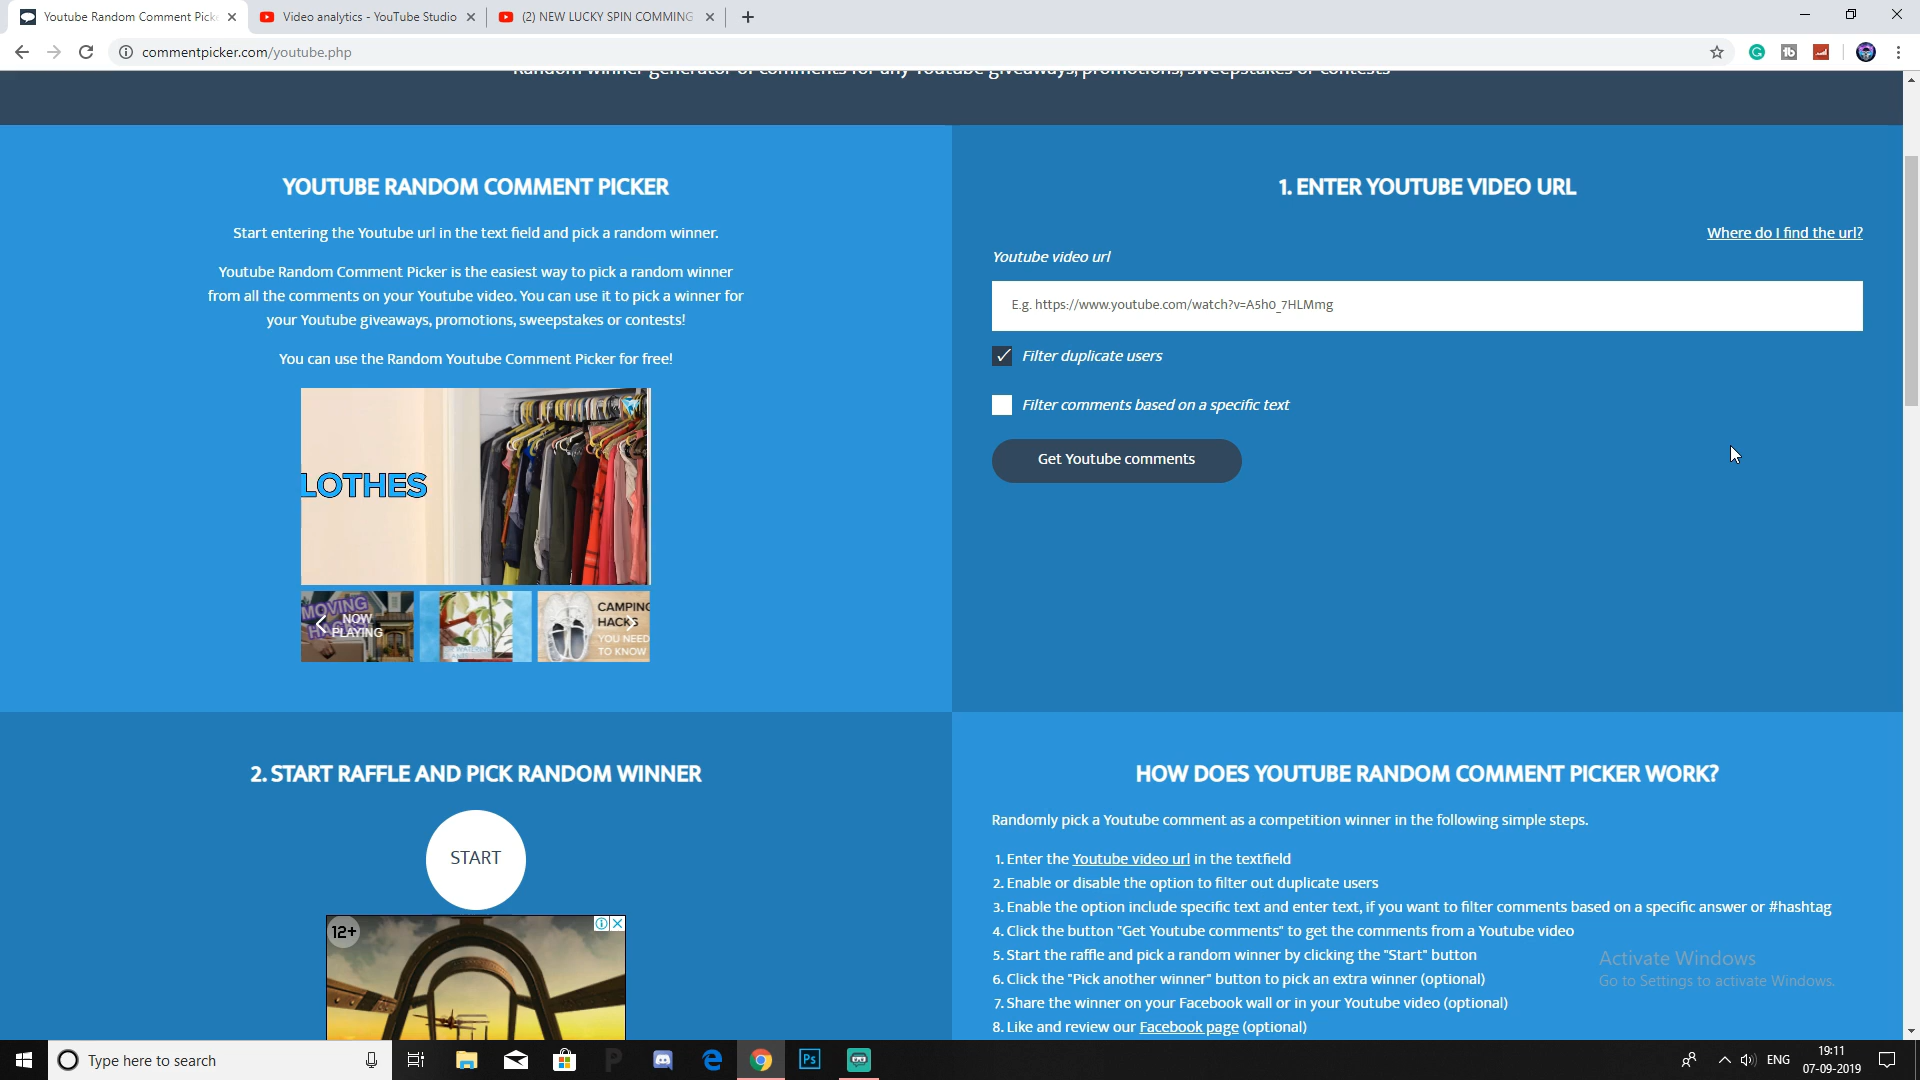 Youtube Random Comment Pick
Video analytics - YouTube Studio
(2) NEW LUCKY SPIN COMMING
commentpicker.com/youtube.php
Random winner generator of comments for any Youtube giveaways, promotions, sweepstakes or contests
YOUTUBE RANDOM COMMENT PICKER
Start entering the Youtube url in the text field and pick a random winner.
Youtube Random Comment Picker is the easiest way to pick a random winner
from all the comments on your Youtube video. You can use it to pick a winner for
your Youtube giveaways, promotions, sweepstakes or contests!
You can use the Random Youtube Comment Picker for free!
LOTHES
MOVING
NOW
PLAYING
CAMPING
HACKS
YOU NEED
TO KNOW
1. ENTER YOUTUBE VIDEO URL
Where do I find the url?
Youtube video url
E.g. https://www.youtube.com/watch?v=A5h0_7HLMmg
Filter duplicate users
Filter comments based on a specific text
Get Youtube comments
2. START RAFFLE AND PICK RANDOM WINNER
START
12+
HOW DOES YOUTUBE RANDOM COMMENT PICKER WORK?
Randomly pick a Youtube comment as a competition winner in the following simple steps.
1. Enter the Youtube video url in the textfield
2. Enable or disable the option to filter out duplicate users
3. Enable the option include specific text and enter text, if you want to filter comments based on a specific answer or #hashtag
4. Click the button "Get Youtube comments" to get the comments from a Youtube video
5. Start the raffle and pick a random winner by clicking the "Start" button
6. Click the "Pick another winner" button to pick an extra winner (optional)
7. Share the winner on your Facebook wall or in your Youtube video (optional)
8. Like and review our Facebook page (optional)
Activate Windows
Go to Settings to activate Windows.
Type here to search
Ps
ENG
19:11
07-09-2019